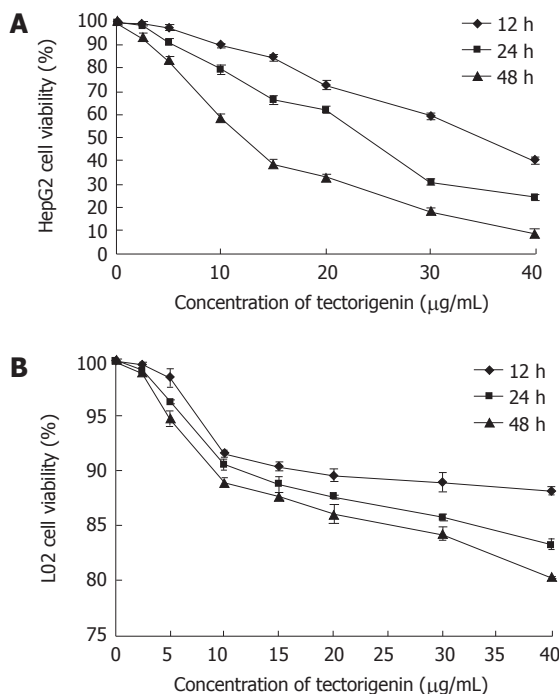 A
100
90
80
70
60
50
40
30
20
10
0
HepG2 cell viability (%)
12 h
24 h
48 h
0
10
20
30
40
Concentration of tectorigenin (μg/mL)
B
100
95
90
85
80
75
L02 cell viability (%)
12 h
24 h
48 h
0
5
10
15
20
25
30
35
40
Concentration of tectorigenin (μg/mL)